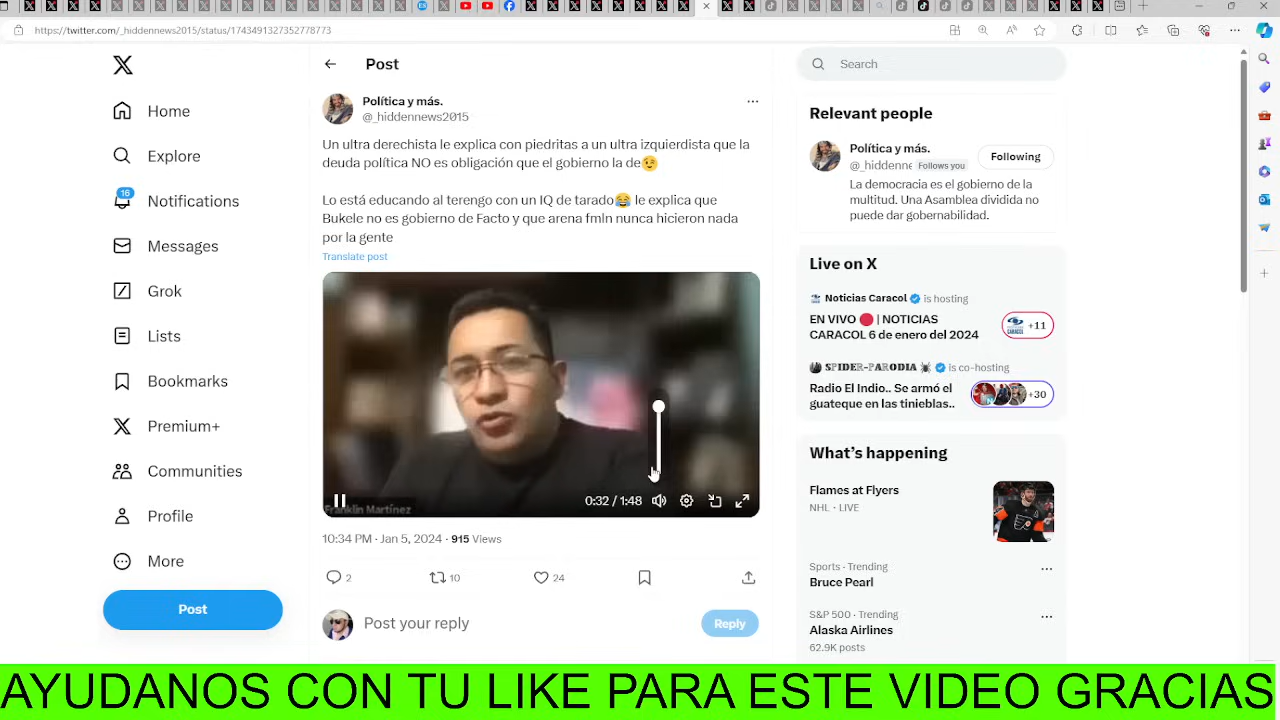 https://twitter.com/_hiddennews2015/status/1743491327352778773
Home
Explore
16
Notifications
Messages
Grok
Lists
Bookmarks
Communities
Premium+
Profile
More
Post
Post
Política y más.
@_hiddennews2015
Un ultra derechista le explica con piedritas a un ultra izquierdista que la
deuda política NO es obligación que el gobierno la de😉
Lo está educando al terengo con un IQ de tarado😂 le explica que
Bukele no es gobierno de Facto y que arena fmln nunca hicieron nada
por la gente
Translate post
0:32 / 1:48
Franklin Martínez
10:34 PM · Jan 5, 2024 · 915 Views
2
10
24
Post your reply
Reply
Search
Relevant people
Política y más.
@_hiddenne
Follows you
Following
La democracia es el gobierno de la
multitud. Una Asamblea dividida no
puede dar gobernabilidad.
Live on X
Noticias Caracol is hosting
EN VIVO 🔴 | NOTICIAS
CARACOL 6 de enero del 2024
+11
SPIDER-PARODIA 🕷 is co-hosting
Radio El Indio.. Se armó el
guateque en las tinieblas..
+30
What's happening
Flames at Flyers
NHL · LIVE
Sports · Trending
Bruce Pearl
S&P 500 · Trending
Alaska Airlines
62.9K posts
AYUDANOS CON TU LIKE PARA ESTE VIDEO GRACIAS